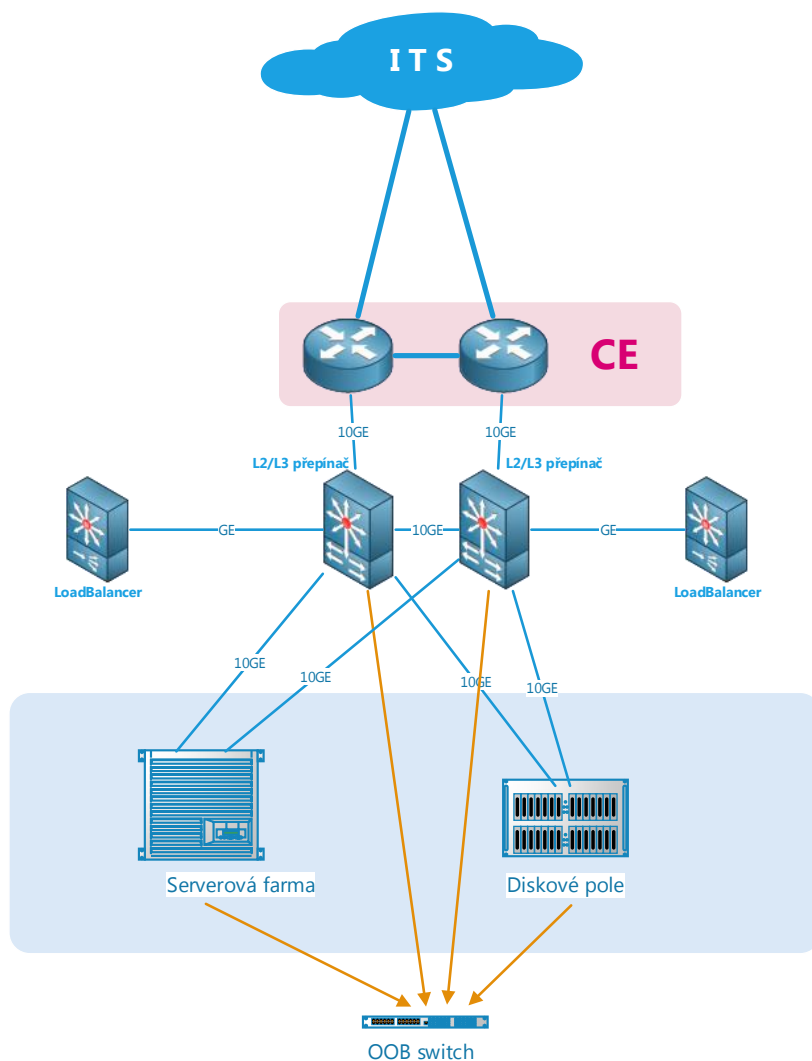 I T S
CE
10GE
10GE
L2/L3 přepínač
L2/L3 přepínač
GE
10GE
GE
LoadBalancer
LoadBalancer
10GE
10GE
10GE
10GE
Serverová farma
Diskové pole
OOB switch